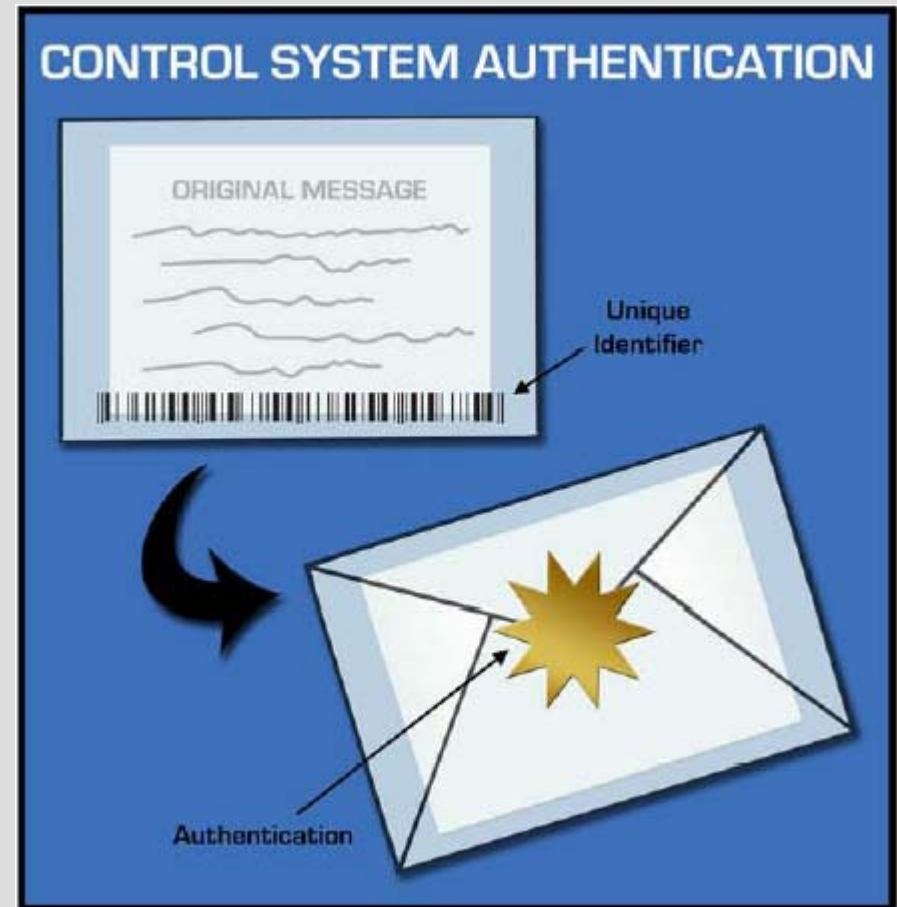 CONTROL SYSTEM AUTHENTICATION
ORIGINAL MESSAGE
Unique
Identifier
Authentication